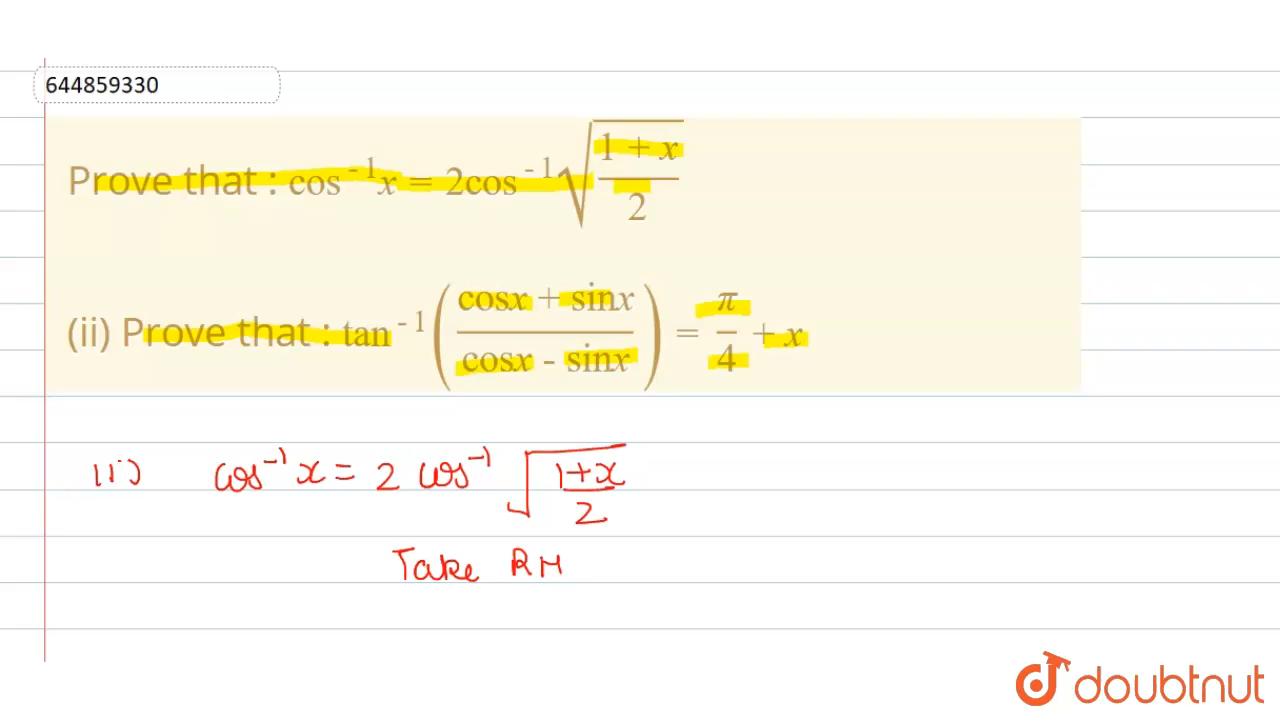 644859330
Prove that : cos⁻¹x = 2cos⁻¹√((1 + x)/2)
(ii) Prove that : tan⁻¹((cosx + sinx)/(cosx - sinx)) = π/4 + x
(i) cos⁻¹ x = 2 cos⁻¹ √((1+x)/2)
Take RH
doubtnut